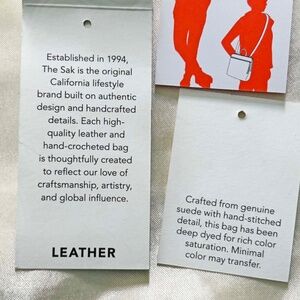 Established in 1994,
The Sak is the original
California lifestyle
brand built on authentic
design and handcrafted
details. Each high-
quality leather and
hand-crocheted bag
is thoughtfully created
to reflect our love of
craftsmanship, artistry,
and global influence.
LEATHER
Crafted from genuine
suede with hand-stitched
detail, this bag has been
deep dyed for rich color
saturation. Minimal
color may transfer.